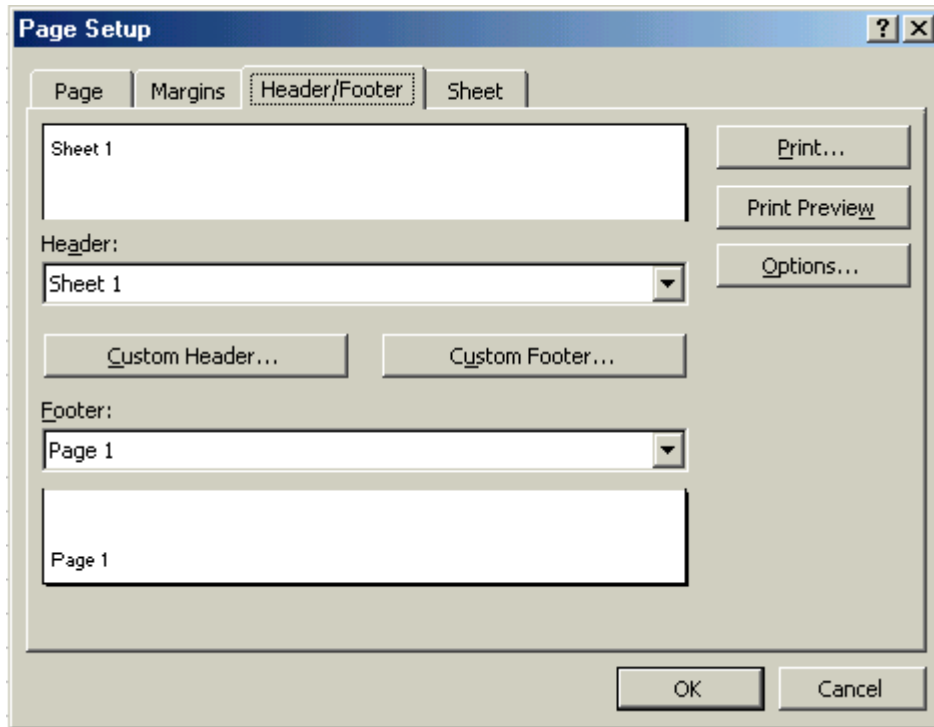 Page Setup
Page Margins Header/Footer Sheet
Sheet 1
Print...
Print Preview
Header:
Sheet 1
Options...
Custom Header... Custom Footer...
Footer:
Page 1
Page 1
OK Cancel